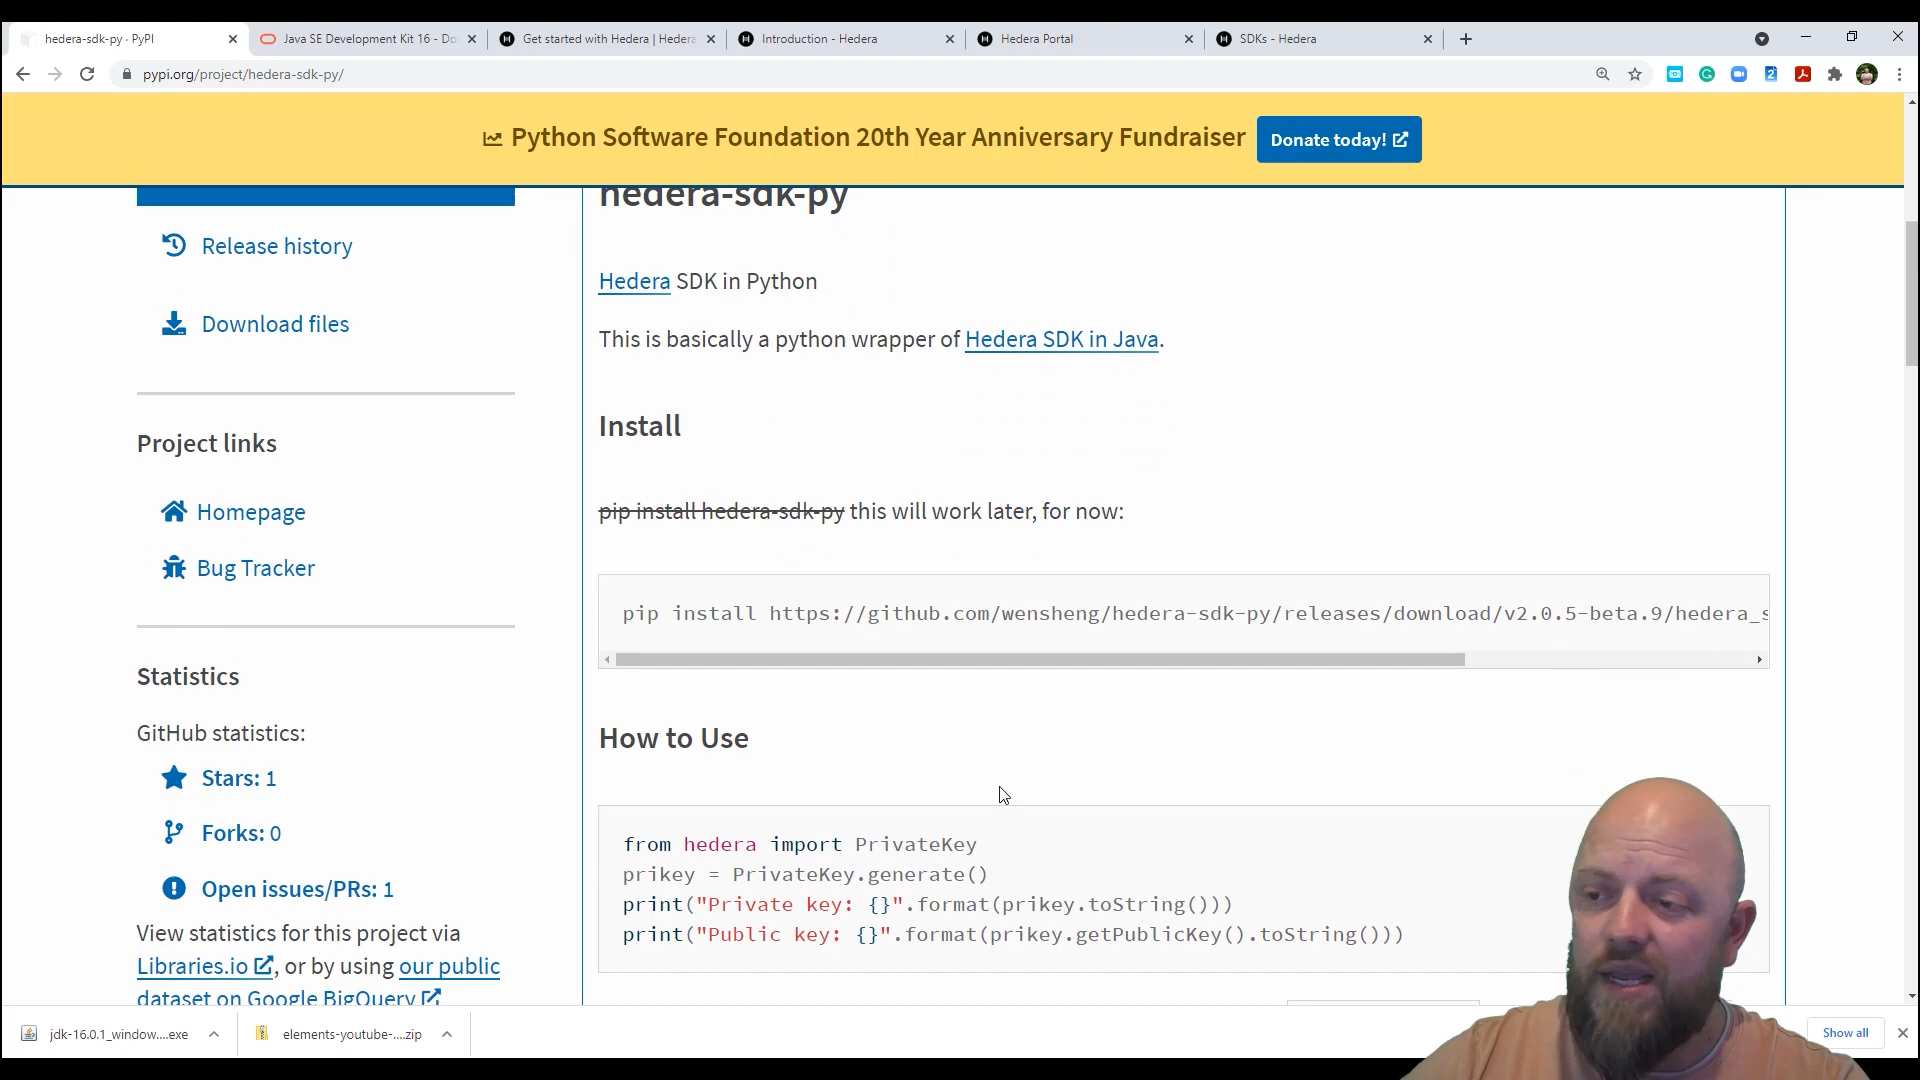 hedera-sdk-py · PyPI
Java SE Development Kit 16 - Do
Get started with Hedera | Hedera
Introduction - Hedera
Hedera Portal
SDKs - Hedera
pypi.org/project/hedera-sdk-py/
Python Software Foundation 20th Year Anniversary Fundraiser
Donate today!
Release history
Download files
Project links
Homepage
Bug Tracker
Statistics
GitHub statistics:
Stars: 1
Forks: 0
Open issues/PRs: 1
View statistics for this project via
Libraries.io , or by using our public
dataset on Google BigQuery
hedera-sdk-py
Hedera SDK in Python
This is basically a python wrapper of Hedera SDK in Java.
Install
pip install hedera-sdk-py this will work later, for now:
pip install https://github.com/wensheng/hedera-sdk-py/releases/download/v2.0.5-beta.9/hedera_s
How to Use
from hedera import PrivateKey
prikey = PrivateKey.generate()
print("Private key: {}".format(prikey.toString()))
print("Public key: {}".format(prikey.getPublicKey().toString()))
jdk-16.0.1_window....exe
elements-youtube-....zip
Show all